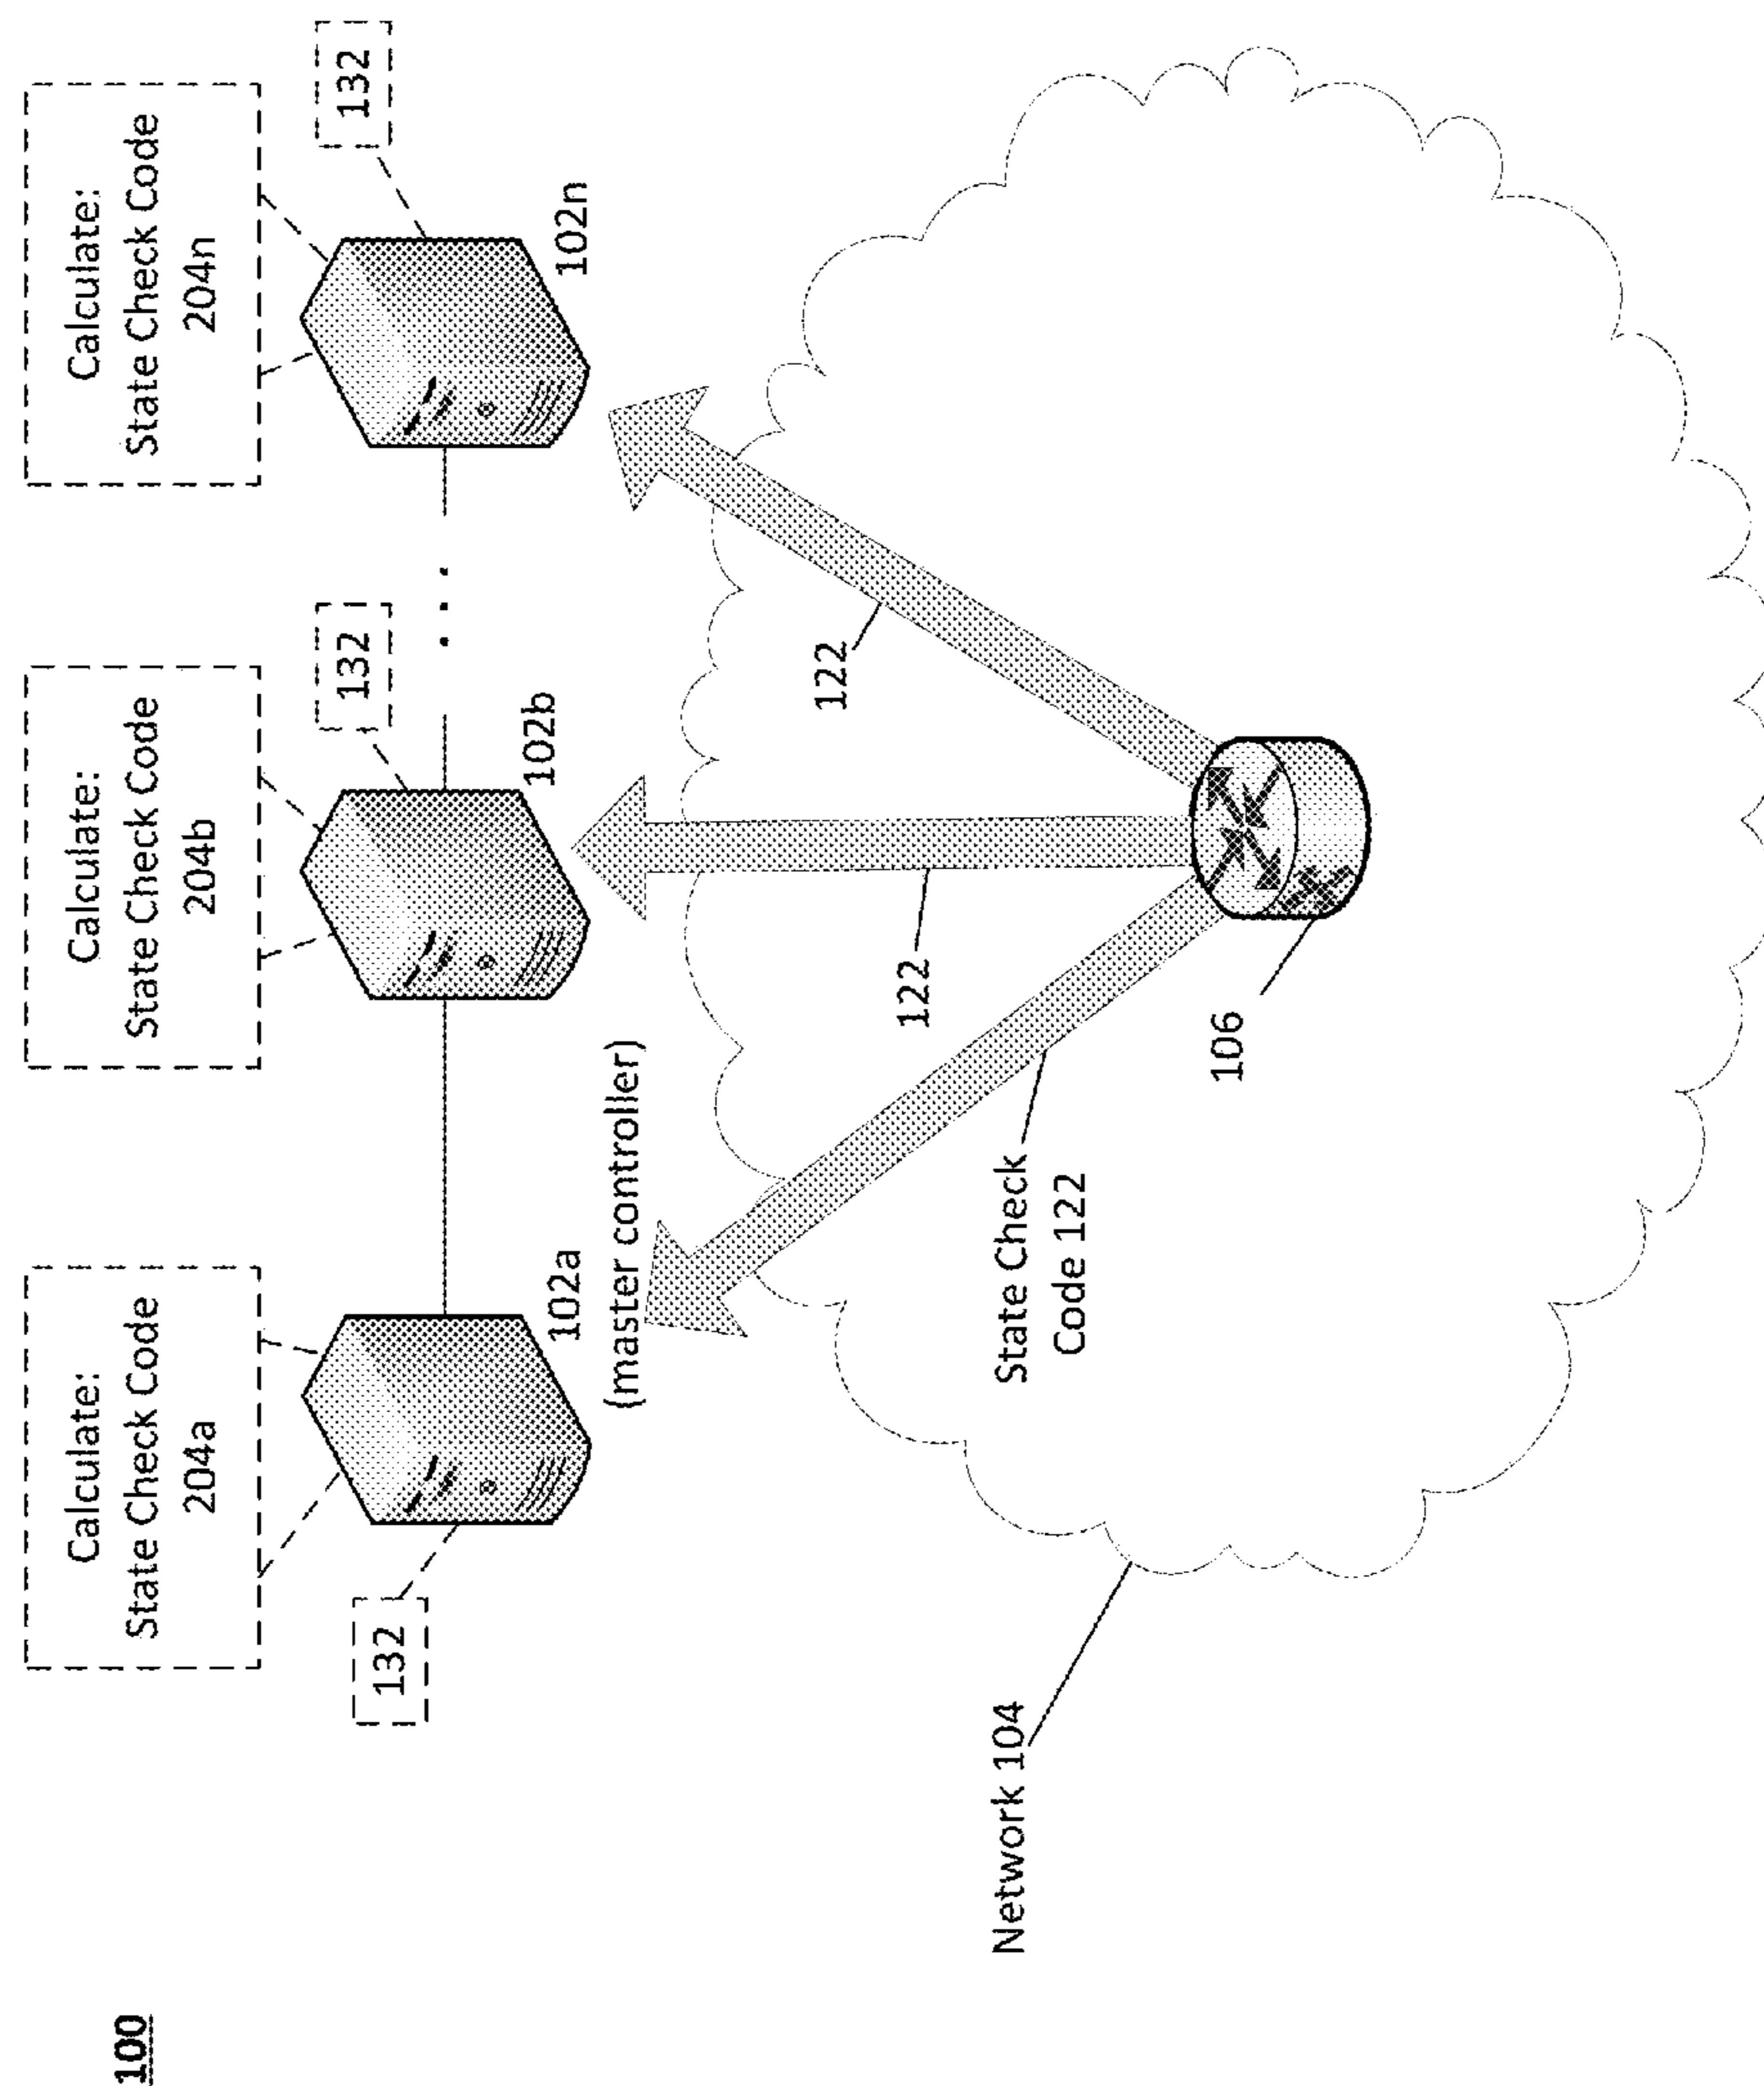 100
Calculate:
State Check Code
204a
Calculate:
State Check Code
204b
Calculate:
State Check Code
204n
132
132
132
102a
(master controller)
102b
102n
. . .
122
122
State Check
Code 122
106
Network 104